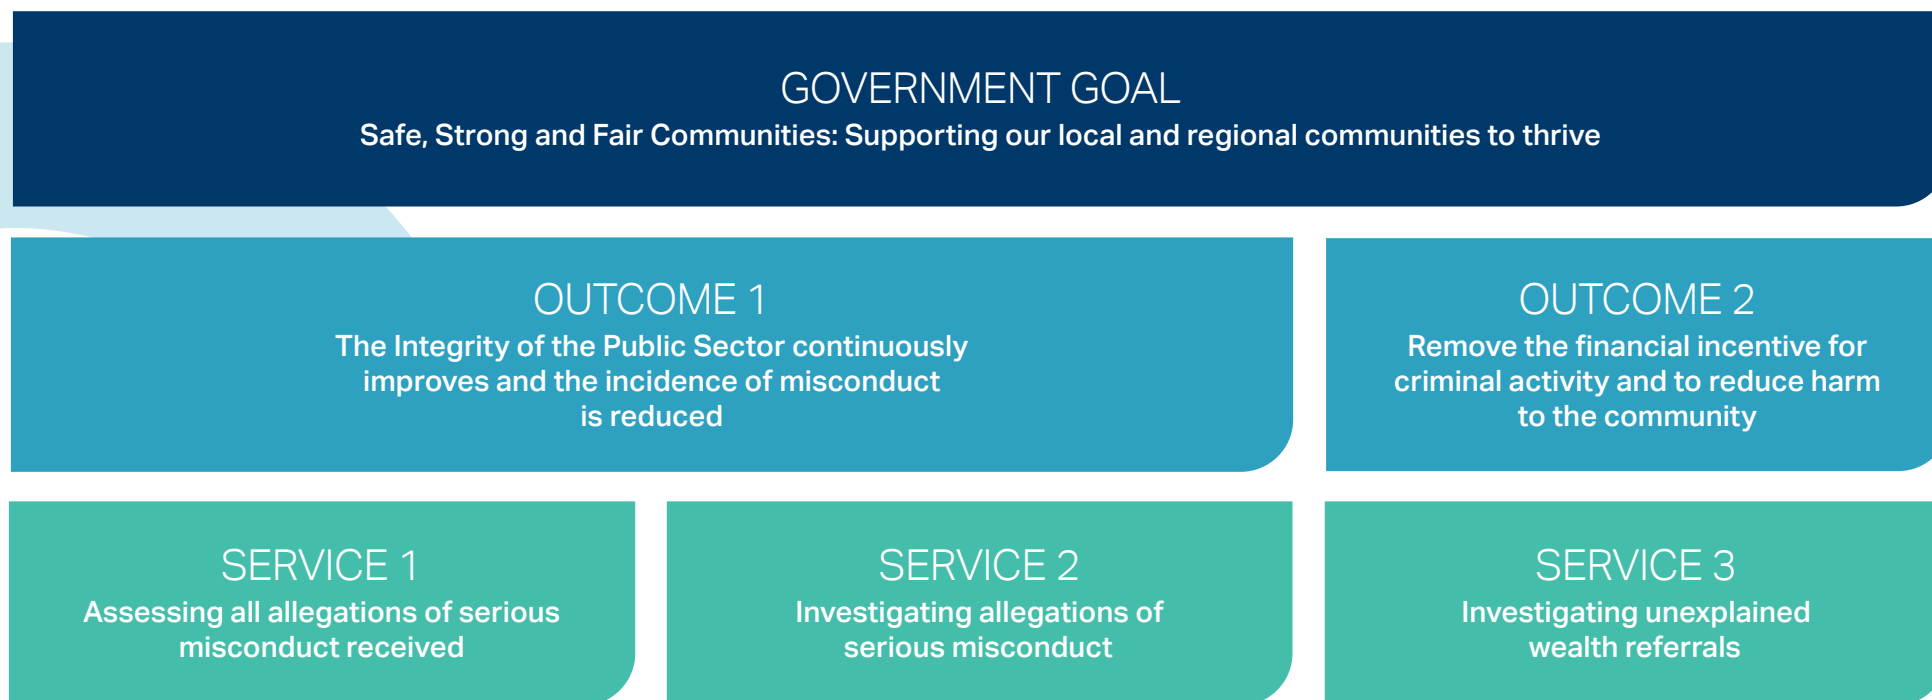 GOVERNMENT GOAL
Safe, Strong and Fair Communities: Supporting our local and regional communities to thrive
OUTCOME 1
The Integrity of the Public Sector continuously
improves and the incidence of misconduct
is reduced
OUTCOME 2
Remove the financial incentive for
criminal activity and to reduce harm
to the community
SERVICE 1
Assessing all allegations of serious
misconduct received
SERVICE 2
Investigating allegations of
serious misconduct
SERVICE 3
Investigating unexplained
wealth referrals